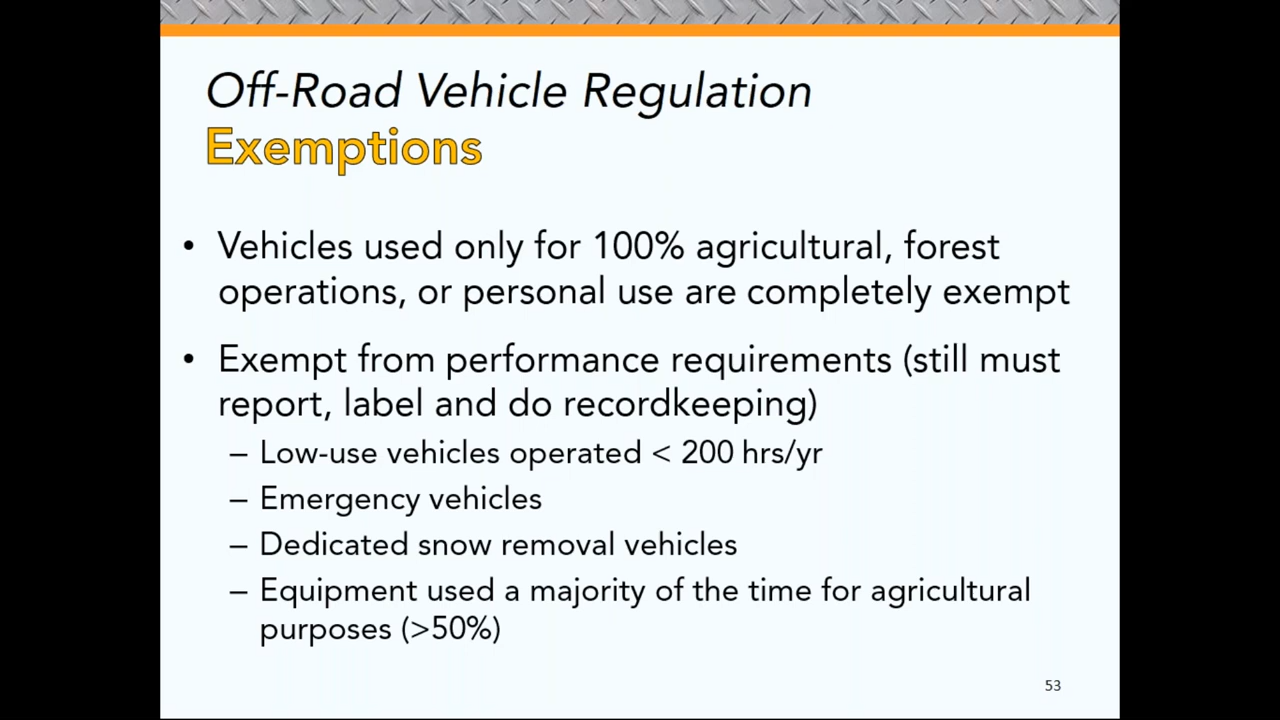 Off-Road Vehicle Regulation
Exemptions
• Vehicles used only for 100% agricultural, forest
operations, or personal use are completely exempt
• Exempt from performance requirements (still must
report, label and do recordkeeping)
– Low-use vehicles operated < 200 hrs/yr
– Emergency vehicles
– Dedicated snow removal vehicles
– Equipment used a majority of the time for agricultural
purposes (>50%)
53